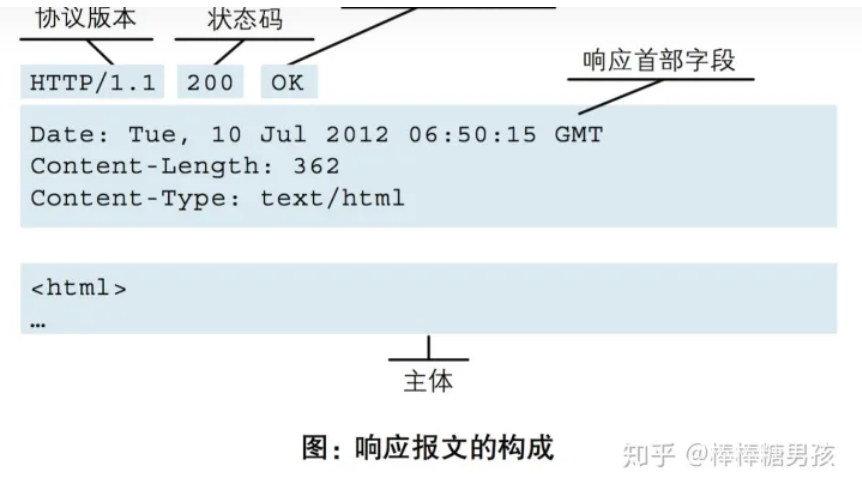 协议版本 状态码
响应首部字段
HTTP/1.1 200 OK
Date: Tue, 10 Jul 2012 06:50:15 GMT
Content-Length: 362
Content-Type: text/html
<html>
…
主体
图：响应报文的构成
知乎 @棒棒糖男孩